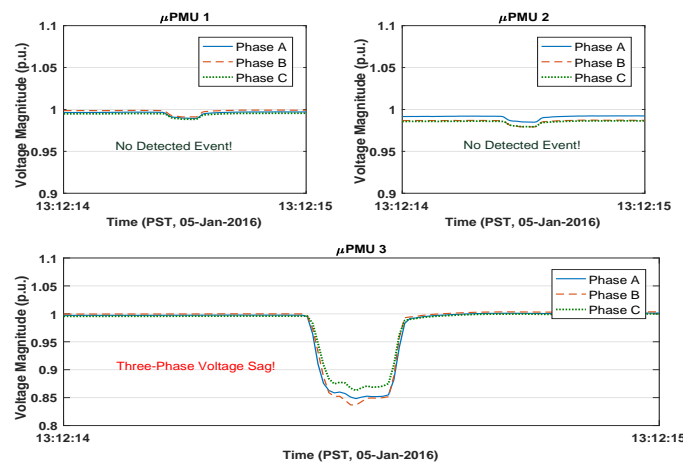 μPMU 1
Voltage Magnitude (p.u.)
1.1
1.05
1
0.95
0.9
Phase A
Phase B
Phase C
No Detected Event!
13:12:14
13:12:15
Time (PST, 05-Jan-2016)
μPMU 2
Voltage Magnitude (p.u.)
1.1
1.05
1
0.95
0.9
Phase A
Phase B
Phase C
No Detected Event!
13:12:14
13:12:15
Time (PST, 05-Jan-2016)
μPMU 3
Voltage Magnitude (p.u.)
1.1
1.05
1
0.95
0.9
0.85
0.8
Phase A
Phase B
Phase C
Three-Phase Voltage Sag!
13:12:14
13:12:15
Time (PST, 05-Jan-2016)